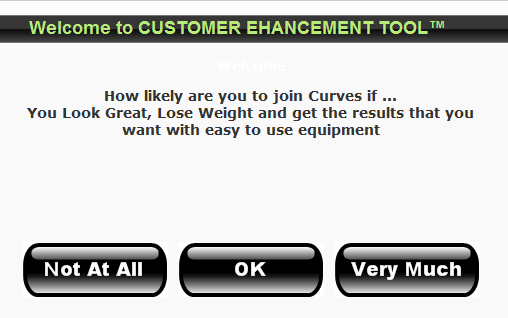 Welcome to CUSTOMER EHANCEMENT TOOL™
Welcome
How likely are you to join Curves if ...
You Look Great, Lose Weight and get the results that you
want with easy to use equipment
Not At All OK Very Much